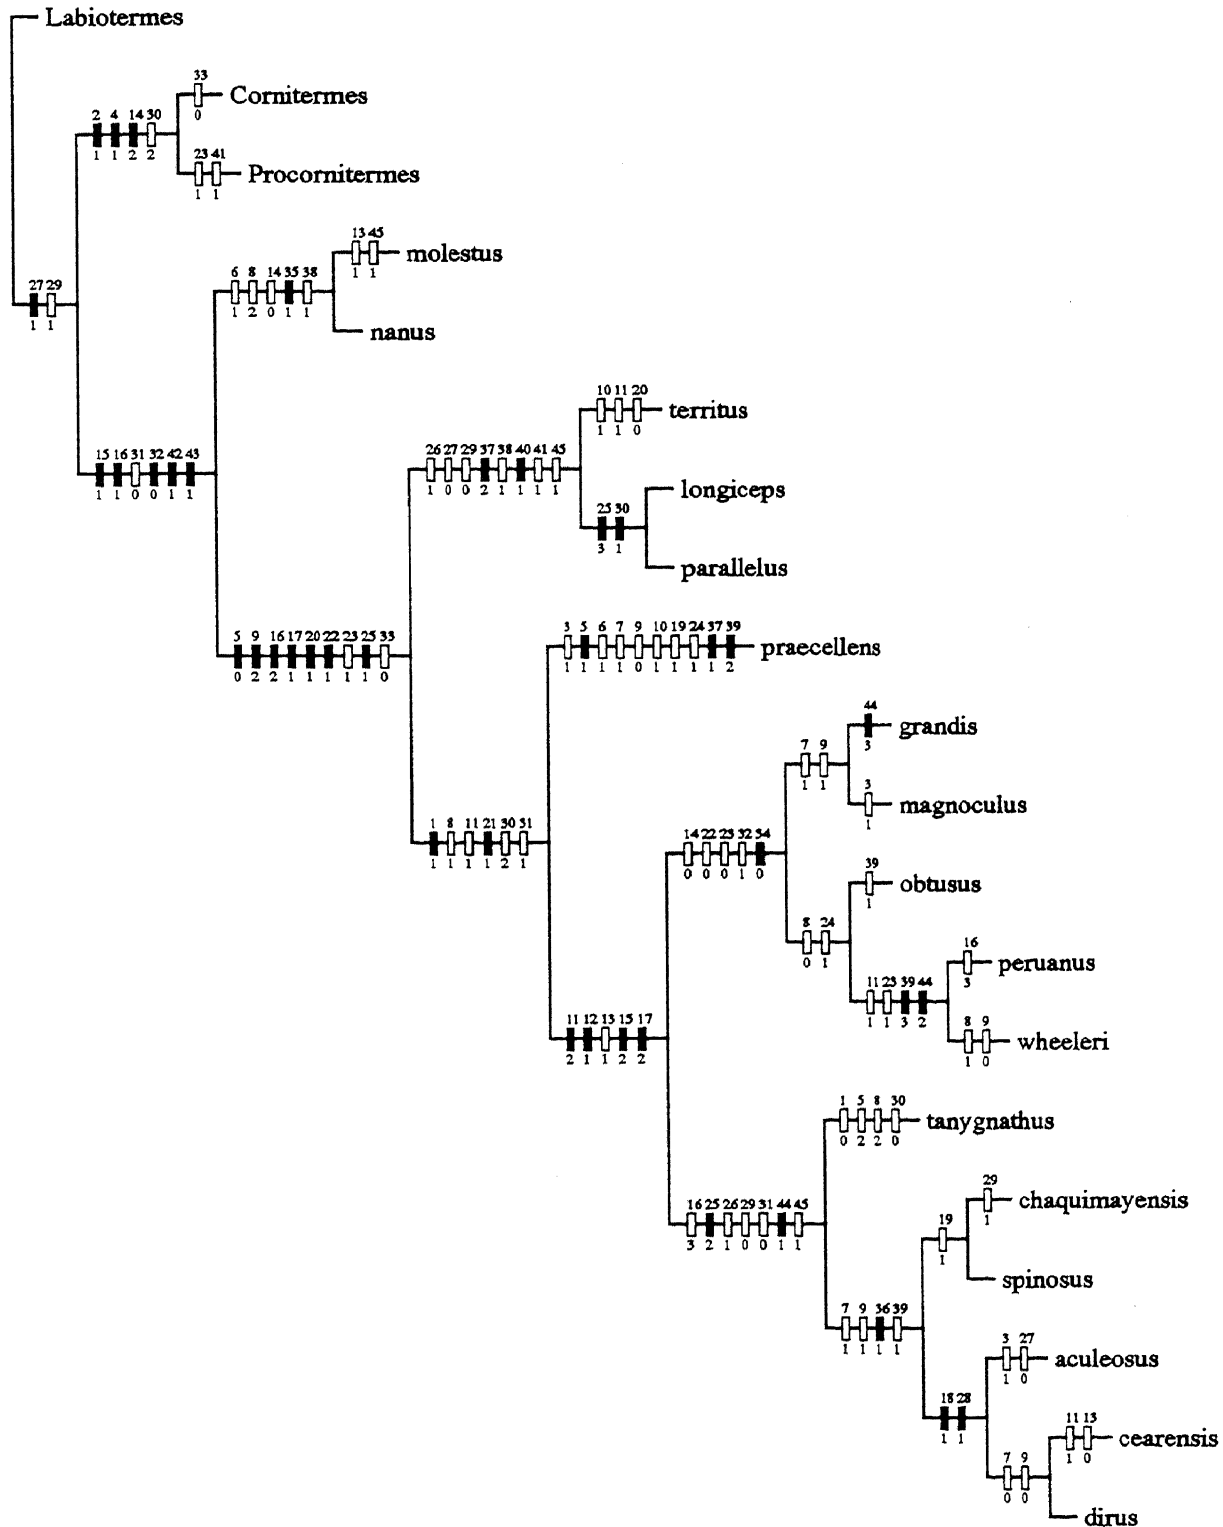 Labiotermes
33
Cornitermes
0
2 4 14 30
1 1 2 2
23 41
Procornitermes
1 1
13 45
molestus
1 1
6 8 14 35 38
1 2 0 1 1
27 29
1 1
nanus
10 11 20
territus
1 1 0
15 16 31 32 42 43
1 1 0 0 1 1
26 27 29 37 38 40 41 45
1 0 0 2 1 1 1 1
longiceps
25 30
3 1
parallelus
5 9 16 17 20 22 23 25 33
0 2 2 1 1 1 1 1 0
3 5 6 7 9 10 19 24 37 39
praecellens
1 1 1 1 0 1 1 1 1 2
44
grandis
3
7 9
1 1
3
magnoculus
1
1 8 11 21 30 31
1 1 1 1 2 1
14 22 23 32 34
0 0 0 1 0
39
obtusus
1
8 24
0 1
16
peruanus
3
11 23 39 44
1 1 3 2
8 9
wheeleri
1 0
11 12 13 15 17
2 1 1 2 2
1 5 8 30
tanygnathus
0 2 2 0
29
chaquimayensis
1
16 25 26 29 31 44 45
3 2 1 0 0 1 1
19
1
spinosus
7 9 36 39
1 1 1 1
3 27
aculeosus
1 0
18 28
1 1
11 13
cearensis
1 0
7 9
0 0
dirus